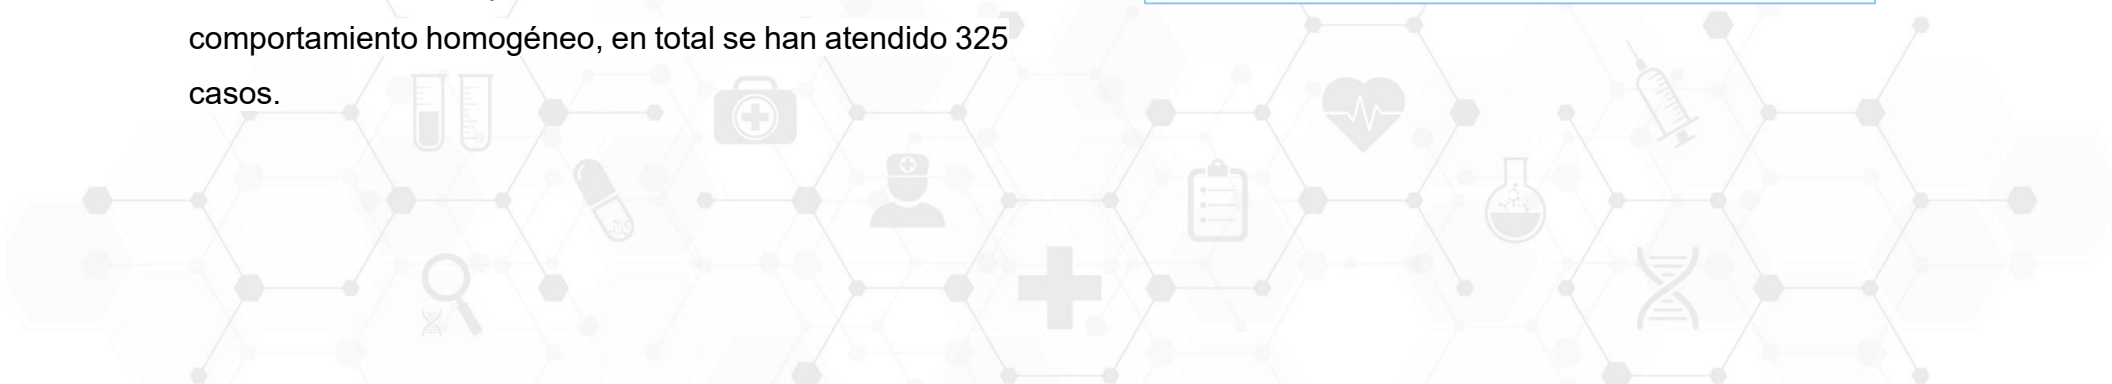 comportamiento homogéneo, en total se han atendido 325
casos.